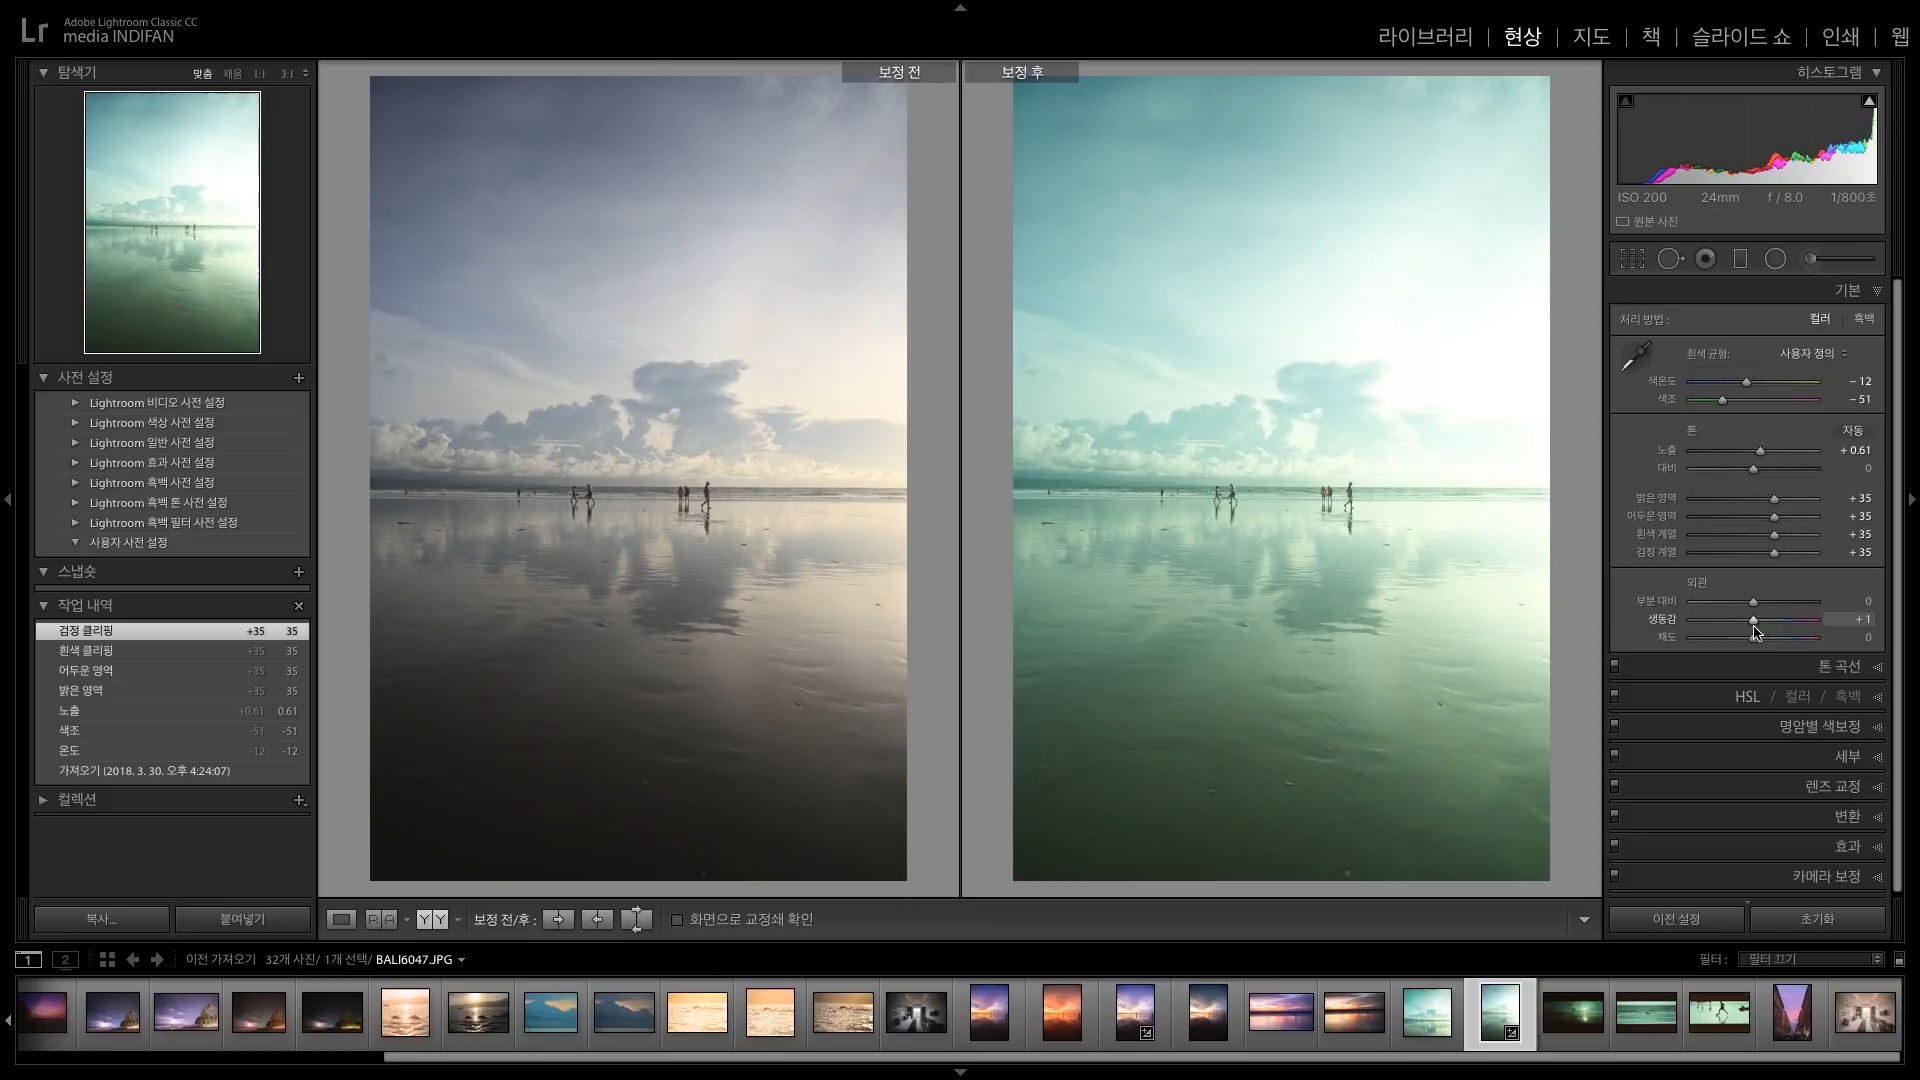 Lr
Adobe Lightroom Classic CC
media INDIFAN
라이브러리 | 현상 | 지도 | 책 | 슬라이드 쇼 | 인쇄 | 웹
탐색기 맞춤 채움 1:1 3:1
보정 전
보정 후
히스토그램
ISO 200 24mm f / 8.0 1/800초
원본 사진
기본
처리 방법 : 컬러 흑백
흰색 균형: 사용자 정의
색온도 - 12
색조 - 51
톤 자동
노출 + 0.61
대비 0
밝은 영역 + 35
어두운 영역 + 35
흰색 계열 + 35
검정 계열 + 35
외관
부분 대비 0
생동감 + 1
채도 0
톤 곡선
HSL / 컬러 / 흑백
명암별 색보정
세부
렌즈 교정
변환
효과
카메라 보정
이전 설정 초기화
사전 설정
Lightroom 비디오 사전 설정
Lightroom 색상 사전 설정
Lightroom 일반 사전 설정
Lightroom 효과 사전 설정
Lightroom 흑백 사전 설정
Lightroom 흑백 톤 사전 설정
Lightroom 흑백 필터 사전 설정
사용자 사전 설정
스냅숏
작업 내역
검정 클리핑 +35 35
흰색 클리핑 +35 35
어두운 영역 +35 35
밝은 영역 +35 35
노출 +0.61 0.61
색조 -51 -51
온도 -12 -12
가져오기 (2018. 3. 30. 오후 4:24:07)
컬렉션
복사... 붙여넣기
R A Y Y 보정 전/후 : 화면으로 교정쇄 확인
1 2 이전 가져오기 32개 사진/ 1개 선택/ BALI6047.JPG
필터 : 필터 끄기